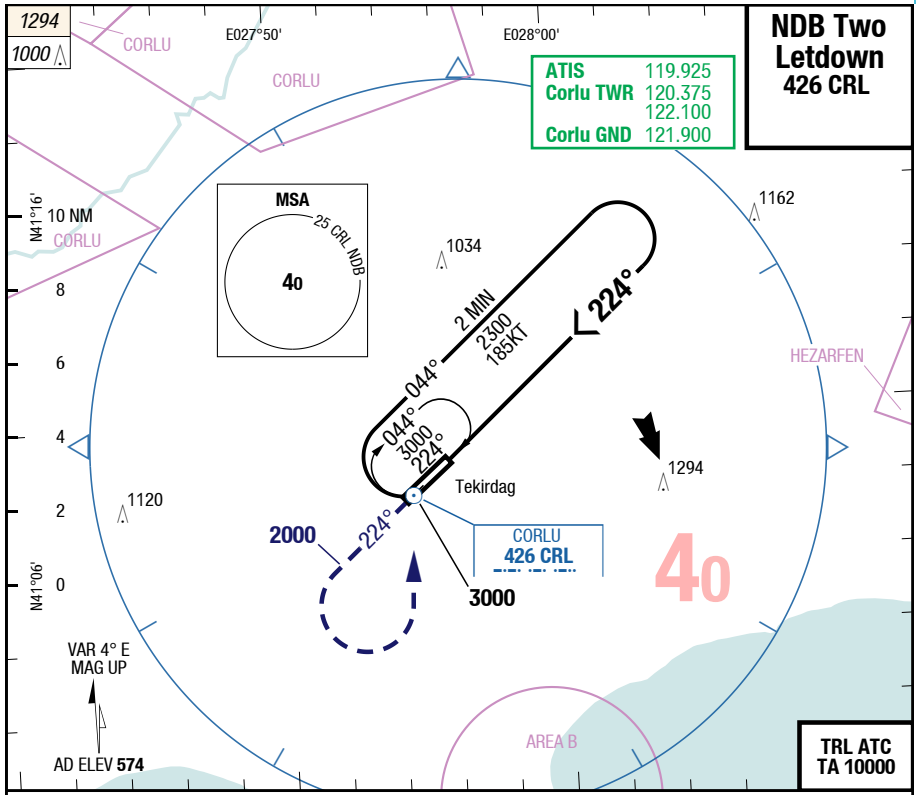 1294
1000
CORLU
E027°50'
E028°00'
NDB Two
Letdown
426 CRL
CORLU
ATIS 119.925
Corlu TWR 120.375
122.100
Corlu GND 121.900
N41°16'
10 NM
CORLU
MSA
25 CRL NDB
40
1034
1162
8
2 MIN
2300
185KT
224°
6
044°
HEZARFEN
4
044°
3000
224°
1294
Tekirdag
1120
2
2000
224°
CORLU
426 CRL
40
N41°06'
0
3000
VAR 4° E
MAG UP
AREA B
AD ELEV 574
TRL ATC
TA 10000